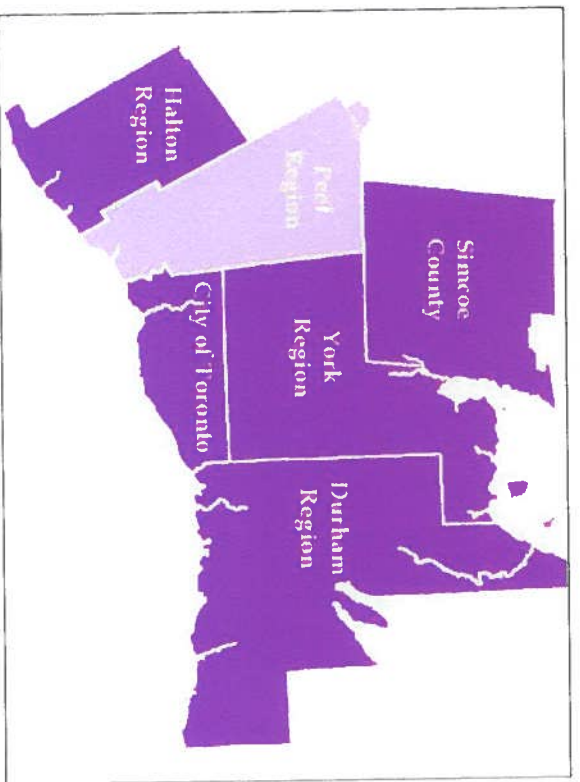 Simcoe
County
Peel
Region
Halton
Region
York
Region
City of Toronto
Durham
Region